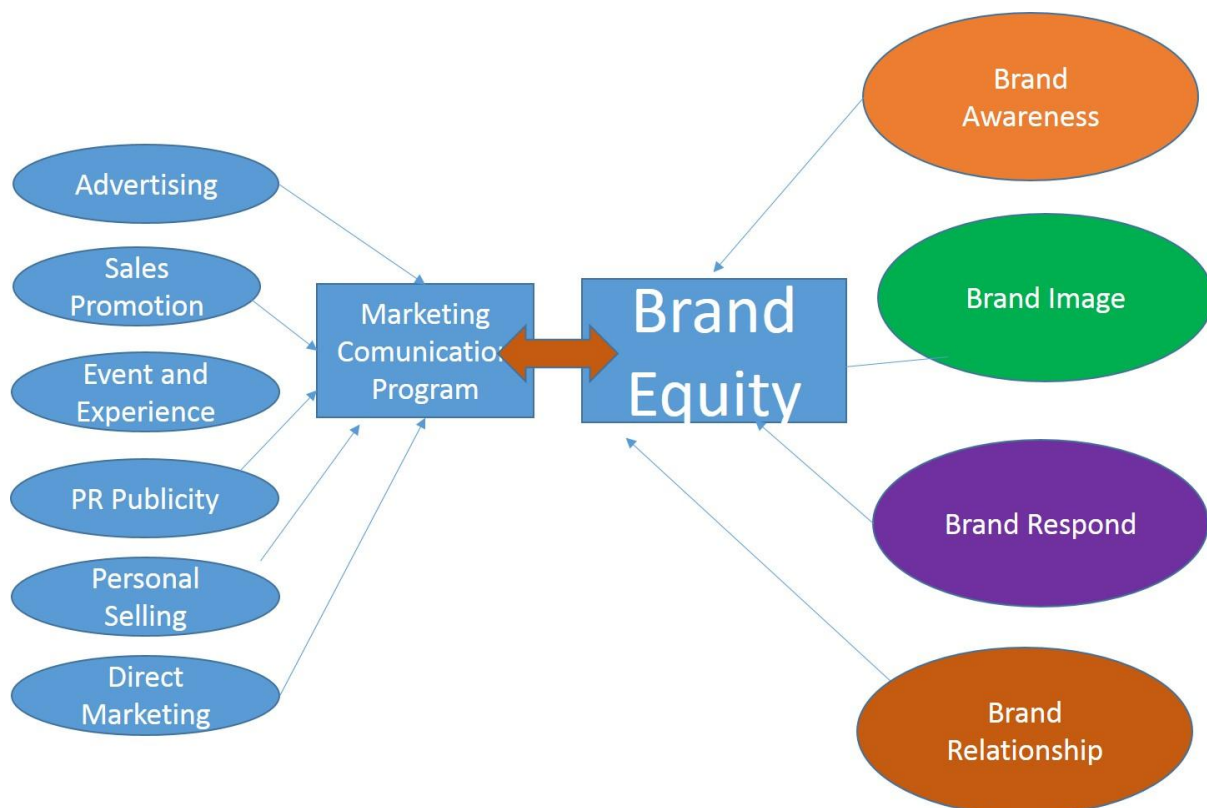 Advertising
Sales
Promotion
Event and
Experience
PR Publicity
Personal
Selling
Direct
Marketing
Marketing
Comunication
Program
Brand
Equity
Brand
Awareness
Brand Image
Brand Respond
Brand
Relationship